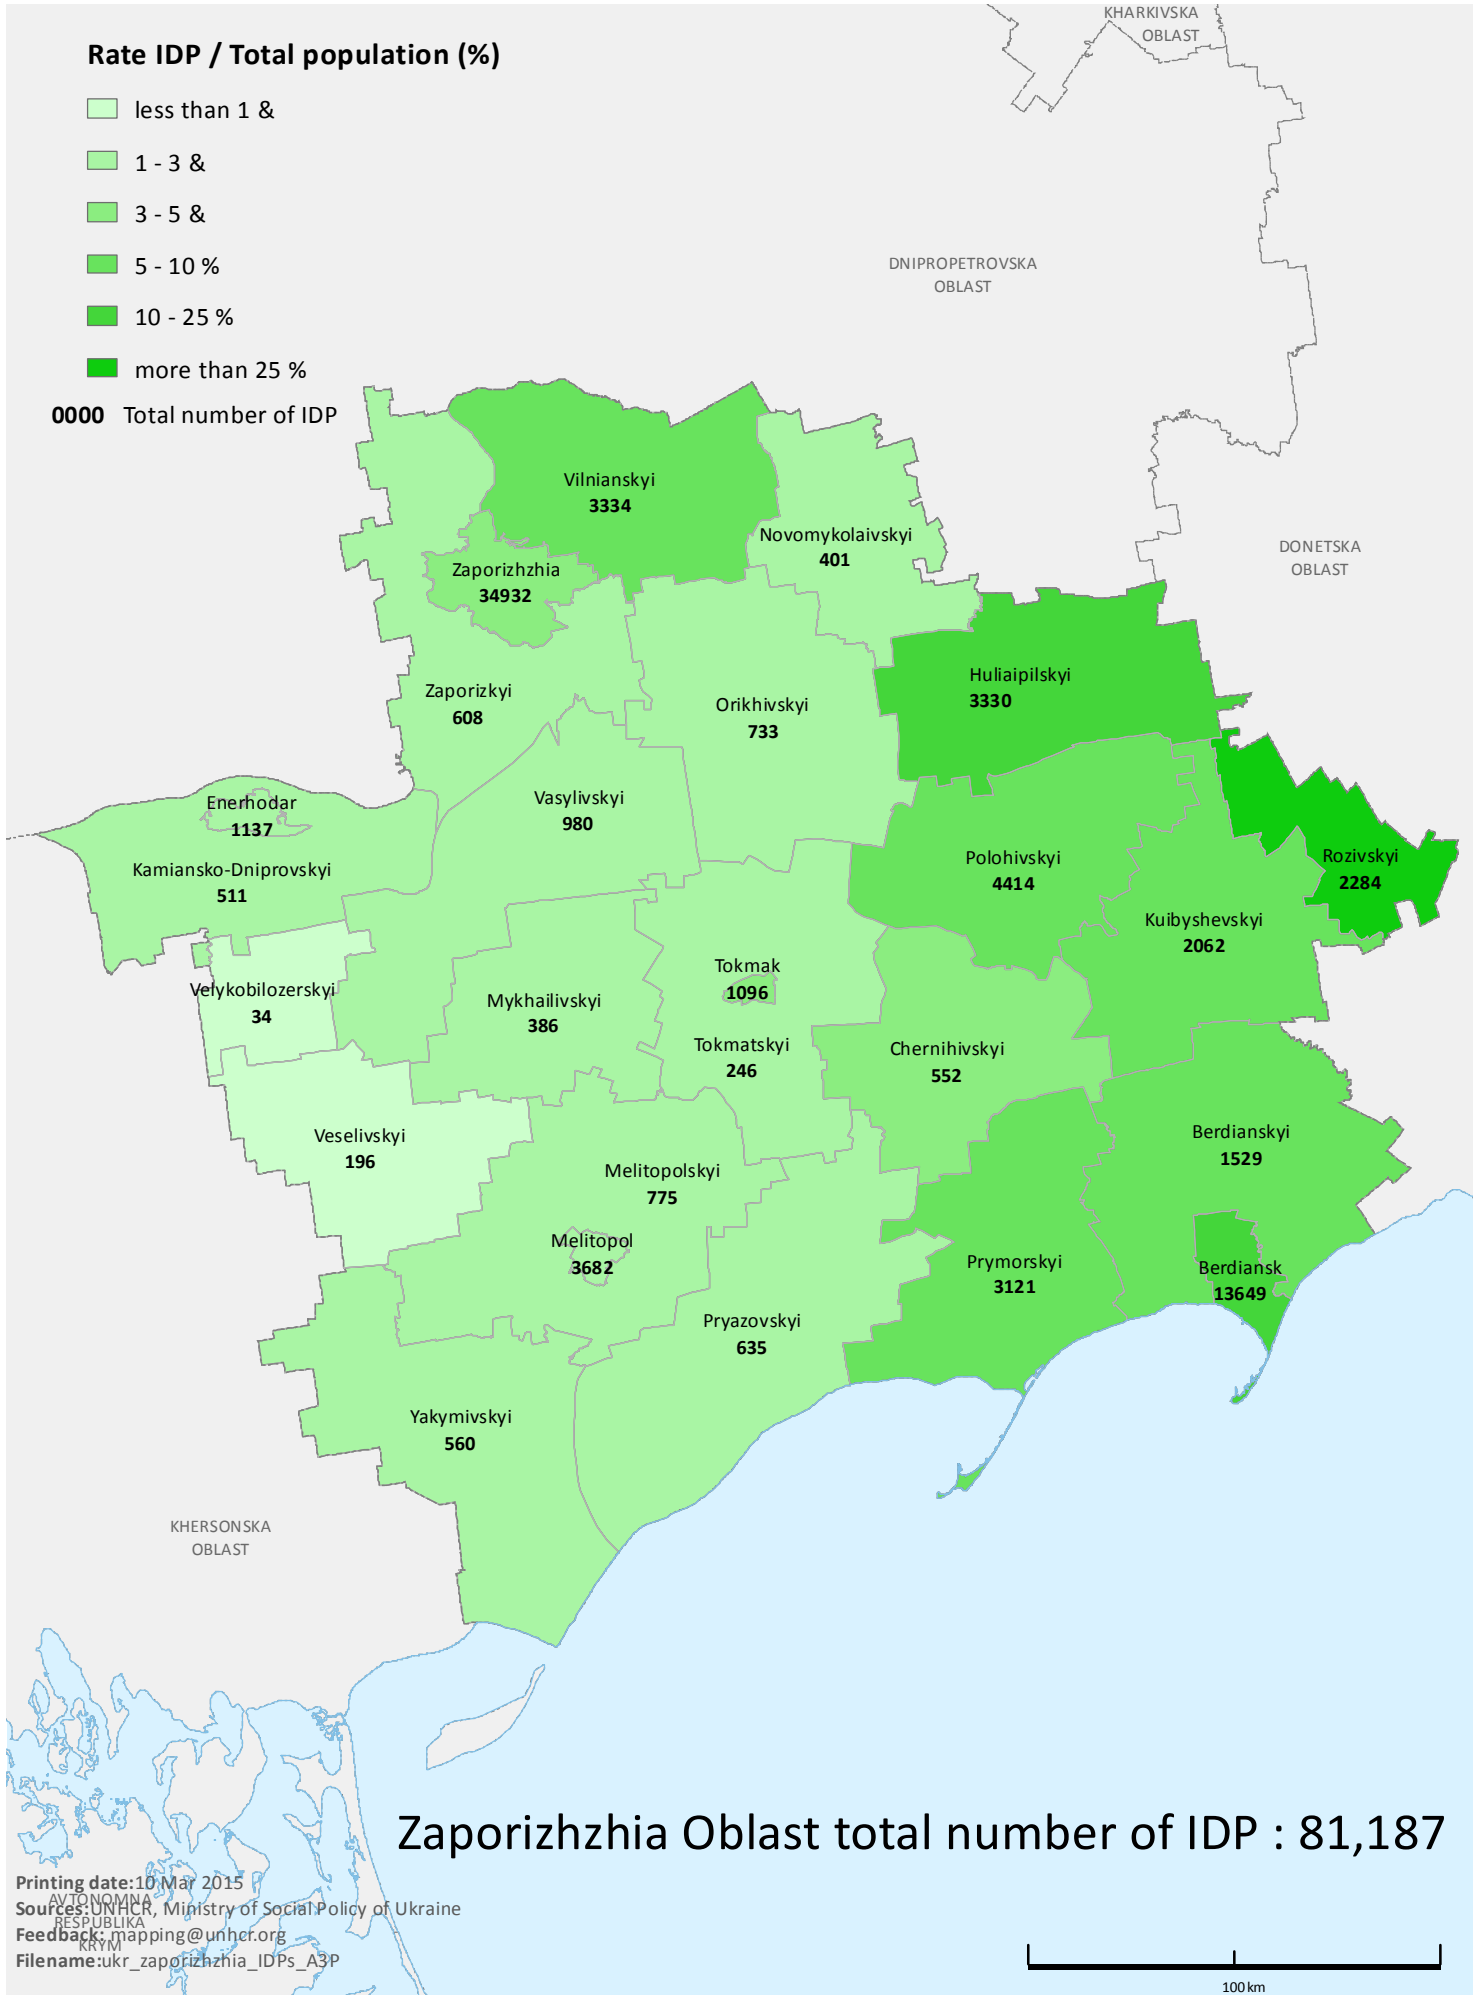 KHARKIVSKA
OBLAST
Rate IDP / Total population (%)
less than 1 &
1 - 3 &
3 - 5 &
5 - 10 %
10 - 25 %
more than 25 %
0000 Total number of IDP
DNIPROPETROVSKA
OBLAST
DONETSKA
OBLAST
Vilnianskyi
3334
Novomykolaivskyi
401
Zaporizhzhia
34932
Zaporizkyi
608
Orikhivskyi
733
Huliaipilskyi
3330
Enerhodar
1137
Vasylivskyi
980
Kamiansko-Dniprovskyi
511
Polohivskyi
4414
Rozivskyi
2284
Kuibyshevskyi
2062
Velykobilozerskyi
34
Mykhailivskyi
386
Tokmak
1096
Tokmatskyi
246
Chernihivskyi
552
Veselivskyi
196
Melitopolskyi
775
Berdianskyi
1529
Melitopol
3682
Prymorskyi
3121
Berdiansk
13649
Pryazovskyi
635
Yakymivskyi
560
KHERSONSKA
OBLAST
Zaporizhzhia Oblast total number of IDP : 81,187
Printing date:10 Mar 2015
AVTONOMNA
Sources:UNHCR, Ministry of Social Policy of Ukraine
RESPUBLIKA
Feedback: mapping@unhcr.org
KRYM
Filename:ukr_zaporizhzhia_IDPs_A3P
100 km